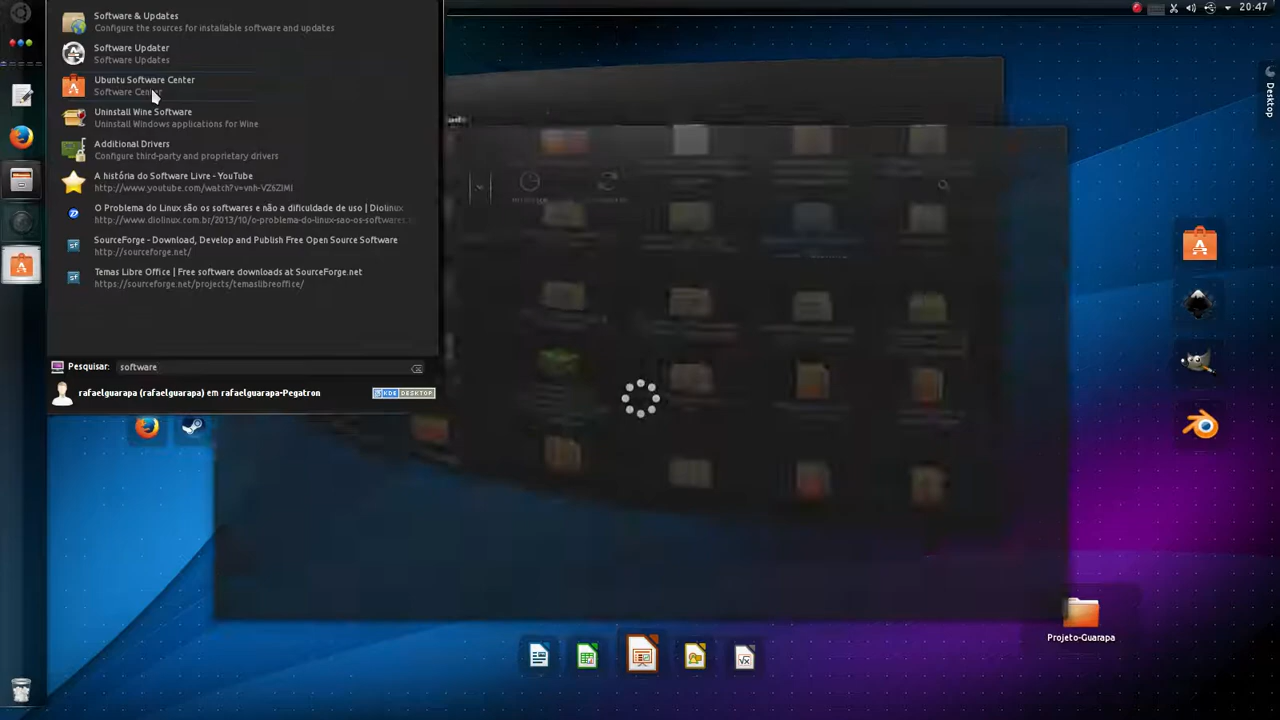 Software & Updates
Configure the sources for installable software and updates
Software Updater
Software Updates
Ubuntu Software Center
Software Center
Uninstall Wine Software
Uninstall Windows applications for Wine
Additional Drivers
Configure third-party and proprietary drivers
A história do Software Livre - YouTube
http://www.youtube.com/watch?v=vnh-VZ6ZIMI
O Problema do Linux são os softwares e não a dificuldade de uso | Diolinux
http://www.diolinux.com.br/2013/10/o-problema-do-linux-sao-os-softwares
SourceForge - Download, Develop and Publish Free Open Source Software
http://sourceforge.net/
Temas Libre Office | Free software downloads at SourceForge.net
https://sourceforge.net/projects/temaslibreoffice/
Pesquisar: software
rafaelguarapa (rafaelguarapa) em rafaelguarapa-Pegatron
KDE DESKTOP
20:47
Desktop
Projeto-Guarapa